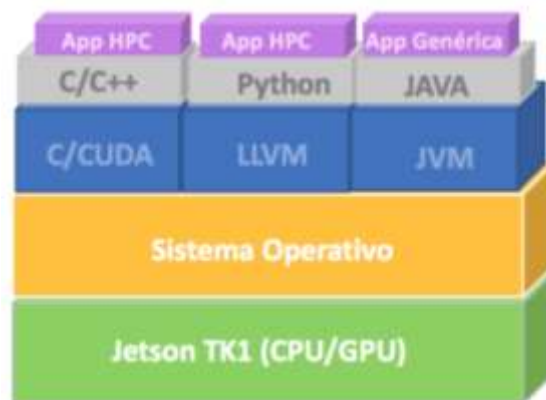 App HPC App HPC App Genérica
C/C++ Python JAVA
C/CUDA LLVM JVM
Sistema Operativo
Jetson TK1 (CPU/GPU)